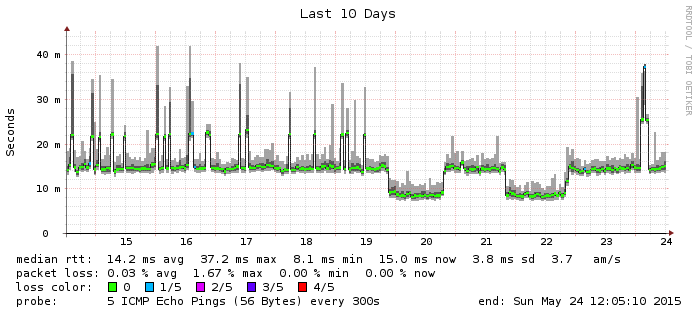 Last 10 Days
RRDTOOL / TOBI OETIKER
Seconds
40 m
30 m
20 m
10 m
0
15 16 17 18 19 20 21 22 23 24
median rtt: 14.2 ms avg 37.2 ms max 8.1 ms min 15.0 ms now 3.8 ms sd 3.7 am/s
packet loss: 0.03 % avg 1.67 % max 0.00 % min 0.00 % now
loss color: 0 1/5 2/5 3/5 4/5
probe: 5 ICMP Echo Pings (56 Bytes) every 300s end: Sun May 24 12:05:10 2015